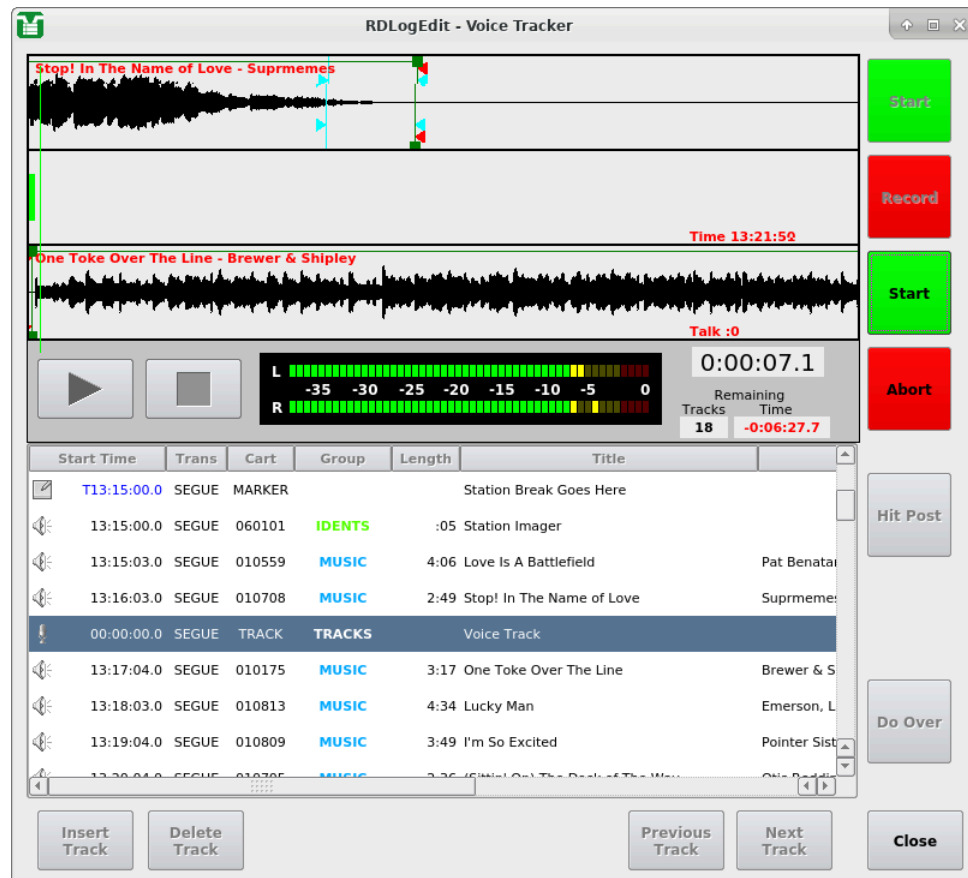 RDLogEdit - Voice Tracker
Stop! In The Name of Love - Suprmemes
Start
Record
Time 13:21:50
One Toke Over The Line - Brewer & Shipley
Start
Talk :0
L
-35 -30 -25 -20 -15 -10 -5 0
R
0:00:07.1
Remaining
Tracks Time
18 -0:06:27.7
Abort
Start Time Trans Cart Group Length Title
T13:15:00.0 SEGUE MARKER Station Break Goes Here
13:15:00.0 SEGUE 060101 IDENTS :05 Station Imager
13:15:03.0 SEGUE 010559 MUSIC 4:06 Love Is A Battlefield Pat Benatar
13:16:03.0 SEGUE 010708 MUSIC 2:49 Stop! In The Name of Love Suprmemes
00:00:00.0 SEGUE TRACK TRACKS Voice Track
13:17:04.0 SEGUE 010175 MUSIC 3:17 One Toke Over The Line Brewer & S
13:18:03.0 SEGUE 010813 MUSIC 4:34 Lucky Man Emerson, L
13:19:04.0 SEGUE 010809 MUSIC 3:49 I'm So Excited Pointer Sist
Hit Post
Do Over
Insert Track
Delete Track
Previous Track
Next Track
Close